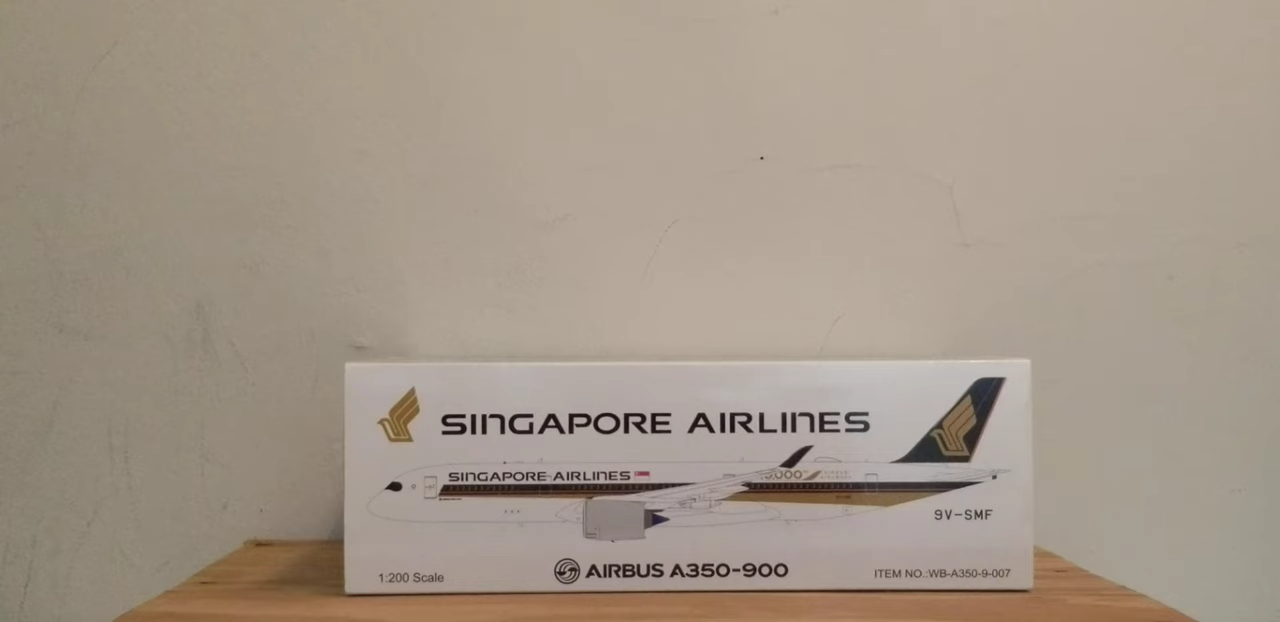 SINGAPORE AIRLINES
SINGAPORE AIRLINES
9V-SMF
1:200 Scale
AIRBUS A350-900
ITEM NO.:WB-A350-9-007